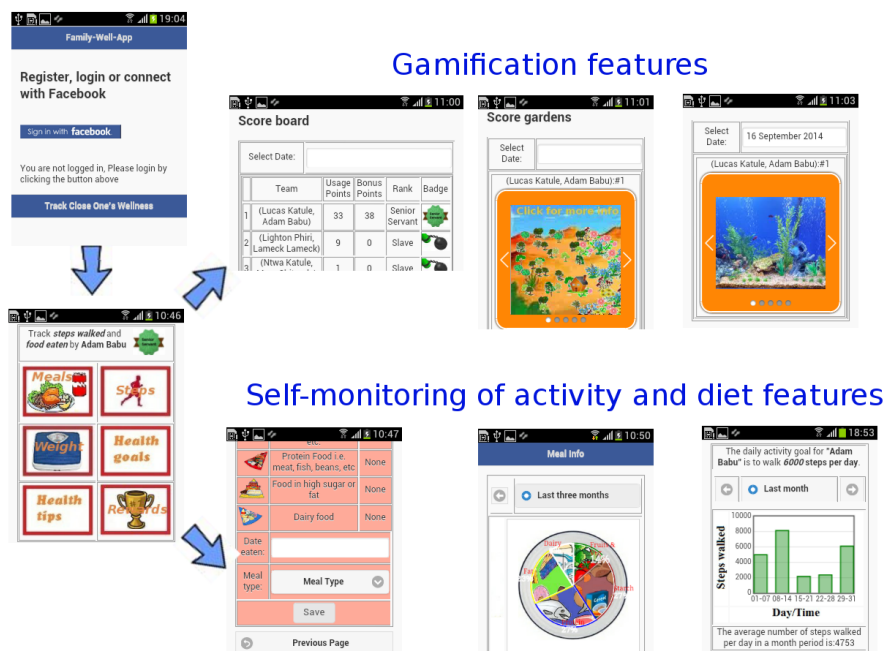 19:04
Family-Well-App
Register, login or connect
with Facebook
Sign in with facebook
You are not logged in, Please login by
clicking the button above
Track Close One's Wellness
Gamification features
11:00
Score board
Select Date:
Team Usage Points Bonus Points Rank Badge
1 (Lucas Katule, Adam Babu) 33 38 Senior Servant
2 (Lighton Phiri, Lameck Lameck) 9 0 Slave
3 (Ntwa Katule, 1 0 Slave
11:01
Score gardens
Select
Date:
(Lucas Katule, Adam Babu):#1
Click for more info
11:03
Select
Date:
16 September 2014
(Lucas Katule, Adam Babu):#1
10:46
Track steps walked and
food eaten by Adam Babu
Meals
Steps
Weight
Health
goals
Health
tips
Rewards
Self-monitoring of activity and diet features
10:47
etc.
Protein Food i.e.
meat, fish, beans, etc
None
Food in high sugar or
fat
None
Dairy food
None
Date
eaten:
Meal
type:
Meal Type
Save
Previous Page
10:50
Meal Info
Last three months
Dairy
Starch
27%
18:53
The daily activity goal for "Adam
Babu" is to walk 6000 steps per day.
Last month
Steps walked
10000
8000
6000
4000
2000
0
01-07 08-14 15-21 22-28 29-31
Day/Time
The average number of steps walked
per day in a month period is:4753